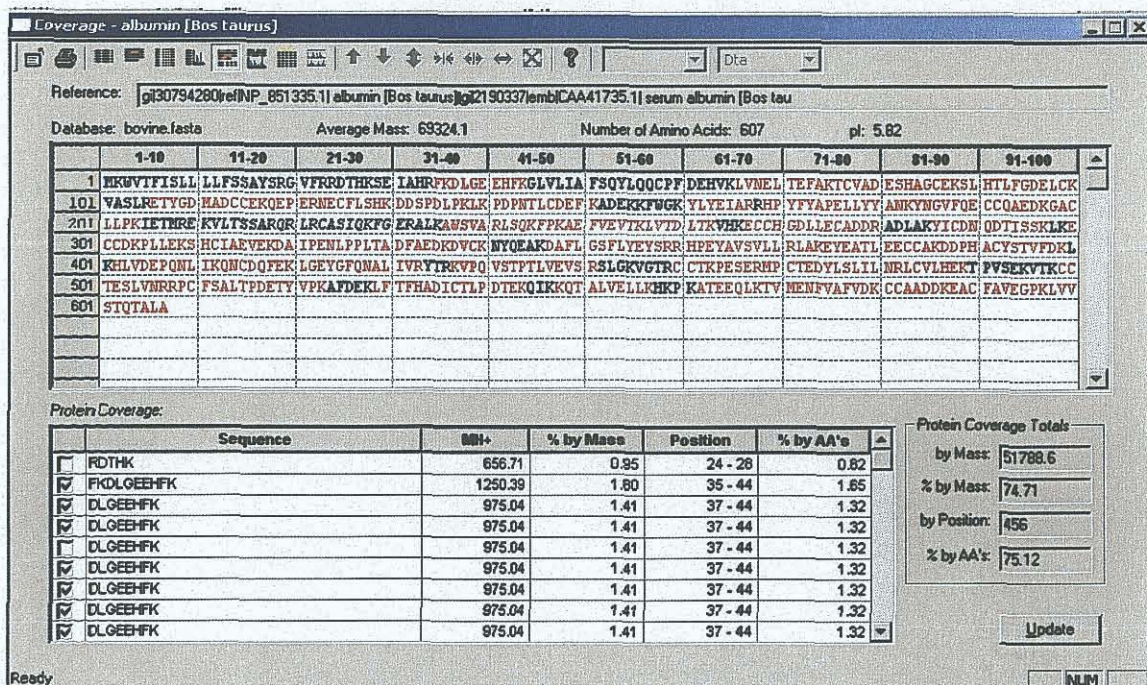 Coverage - albumin [Bos taurus]
Dta
Reference: gi|30794280|ref|NP_851335.1| albumin [Bos taurus]|gi|2190337|emb|CAA41735.1| serum albumin [Bos tau
Database: bovine.fasta Average Mass: 69324.1 Number of Amino Acids: 607 pI: 5.82
1-10 11-20 21-30 31-40 41-50 51-60 61-70 71-80 81-90 91-100
1 MKWVTFISLL LLFSSAYSRG VFRRDTHKSE IAHRFKDLGE EHFKGLVLIA FSQYLQQCPF DEHVKLVNEL TEFAKTCVAD ESHAGCEKSL HTLFGDELCK
101 VASLRETYGD MADCCEKQEP ERNECFLSHK DDSPDLPKLK PDPNTLCDEF KADEKKFWGK YLYEIARRHP YFYAPELLYY ANKYNGVFQE CCQAEDKGAC
201 LLPKIETMRE KVLTSSARQR LRCASIQKFG ERALKAWSVA RLSQKFPKAE FVEVTKLVTD LTKVHKECCH GDLLECADDR ADLAKYICDN QDTISSKLKE
301 CCDKPLLEKS HCIAEVEKDA IPENLPPLTA DFAEDKDVCK NYQEAKDAFL GSFLYEYSRR HPEYAVSVLL RLAKEYEATL EECCAKDDPH ACYSTVFDKL
401 KHLVDEPQNL IKQNCDQFEK LGEYGFQNAL IVRYTRKVPQ VSTPTLVEVS RSLGKVGTRC CTKPESERMP CTEDYLSLIL NRLCVLHEKT PVSEKVTKCC
501 TESLVNRRPC FSALTPDETY VPKAFDEKLF TFHADICTLP DTEKQIKKQT ALVELLKHKP KATEEQLKTV MENFVAFVDK CCAADDKEAC FAVEGPKLVV
601 STQTALA
Protein Coverage:
Sequence MH+ % by Mass Position % by AA's
RDTHK 656.71 0.95 24 - 28 0.82
FKDLGEEHFK 1250.39 1.80 35 - 44 1.65
DLGEEHFK 975.04 1.41 37 - 44 1.32
DLGEEHFK 975.04 1.41 37 - 44 1.32
DLGEEHFK 975.04 1.41 37 - 44 1.32
DLGEEHFK 975.04 1.41 37 - 44 1.32
DLGEEHFK 975.04 1.41 37 - 44 1.32
DLGEEHFK 975.04 1.41 37 - 44 1.32
DLGEEHFK 975.04 1.41 37 - 44 1.32
Protein Coverage Totals
by Mass: 51788.6
% by Mass: 74.71
by Position: 456
% by AA's: 75.12
Update
Ready
NUM